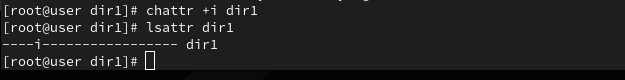 [root@user dir1]# chattr +i dir1
[root@user dir1]# lsattr dir1
----i----------------- dir1
[root@user dir1]#